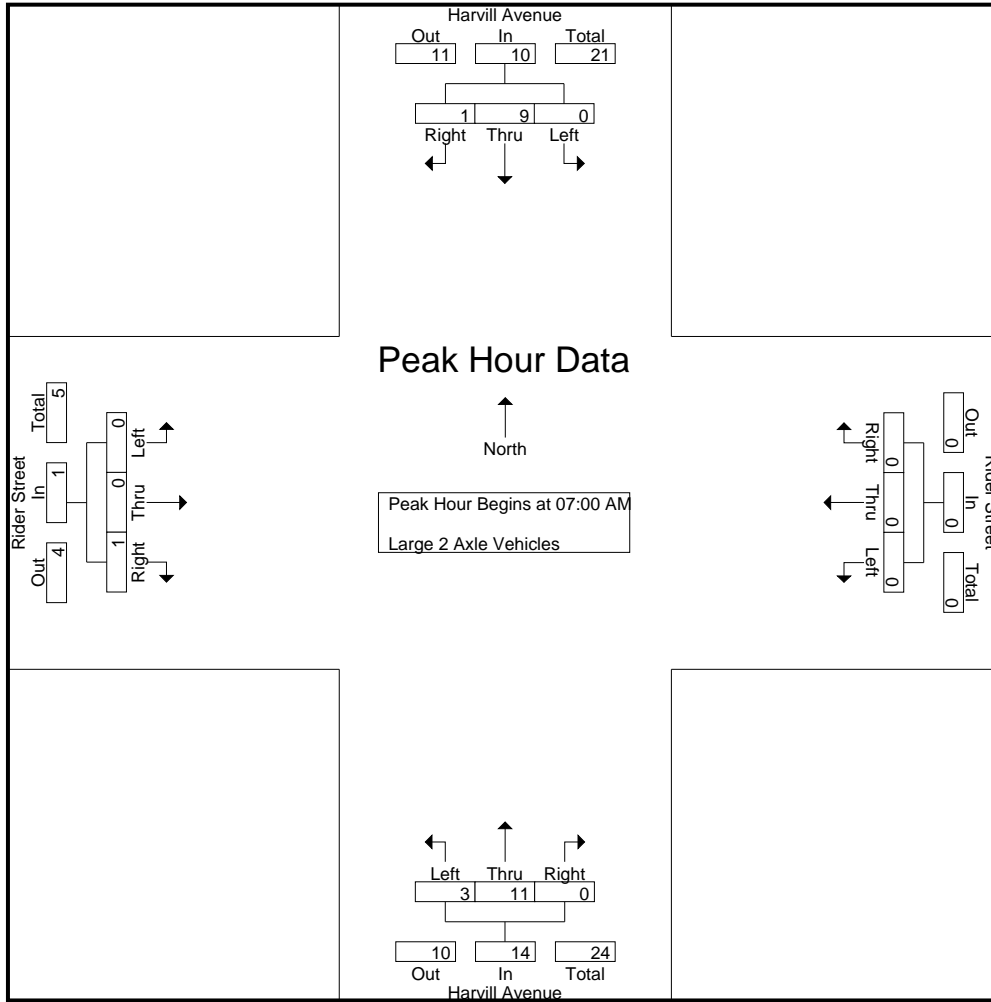 Harvill Avenue
Out In Total
11 10 21
1 9 0
Right Thru Left
Peak Hour Data
North
Peak Hour Begins at 07:00 AM
Large 2 Axle Vehicles
Rider Street
Total In Out
5 1 4
0 0 1
Left Thru Right
Right Thru Left
0 0 0
Out In Total
0 0 0
Rider Street
Left Thru Right
3 11 0
10 14 24
Out In Total
Harvill Avenue